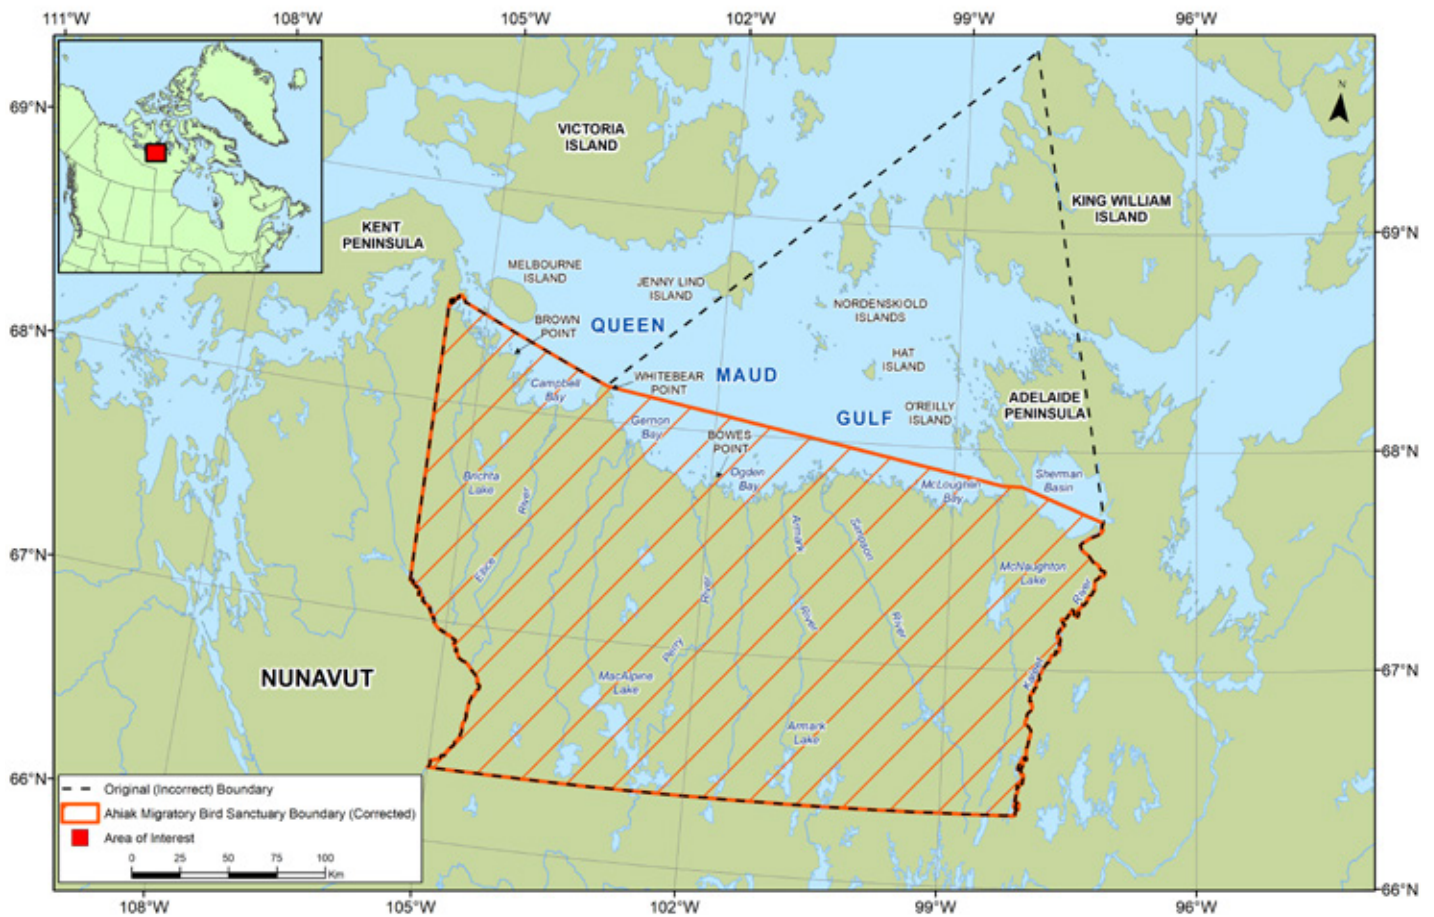 111°W
108°W
105°W
102°W
99°W
96°W
N
69°N
VICTORIA
ISLAND
KING WILLIAM
ISLAND
KENT
PENINSULA
69°N
MELBOURNE
ISLAND
JENNY LIND
ISLAND
NORDENSKIOLD
ISLANDS
BROWN
POINT
QUEEN
68°N
HAT
ISLAND
WHITEBEAR
POINT
MAUD
Campbell
Bay
ADELAIDE
PENINSULA
O'REILLY
ISLAND
GULF
Gernon
Bay
BOWES
POINT
68°N
Ogden
Bay
Sherman
Basin
Brichta
Lake
McLoughen
Bay
River
Armark
Simpson
67°N
Ellice
McNaughton
Lake
River
River
River
River
Perry
67°N
NUNAVUT
MacAlpine
Lake
Kaleet
Armark
Lake
66°N
Original (Incorrect) Boundary
Ahiak Migratory Bird Sanctuary Boundary (Corrected)
Area of Interest
0 25 50 75 100
Km
66°N
108°W
105°W
102°W
99°W
96°W